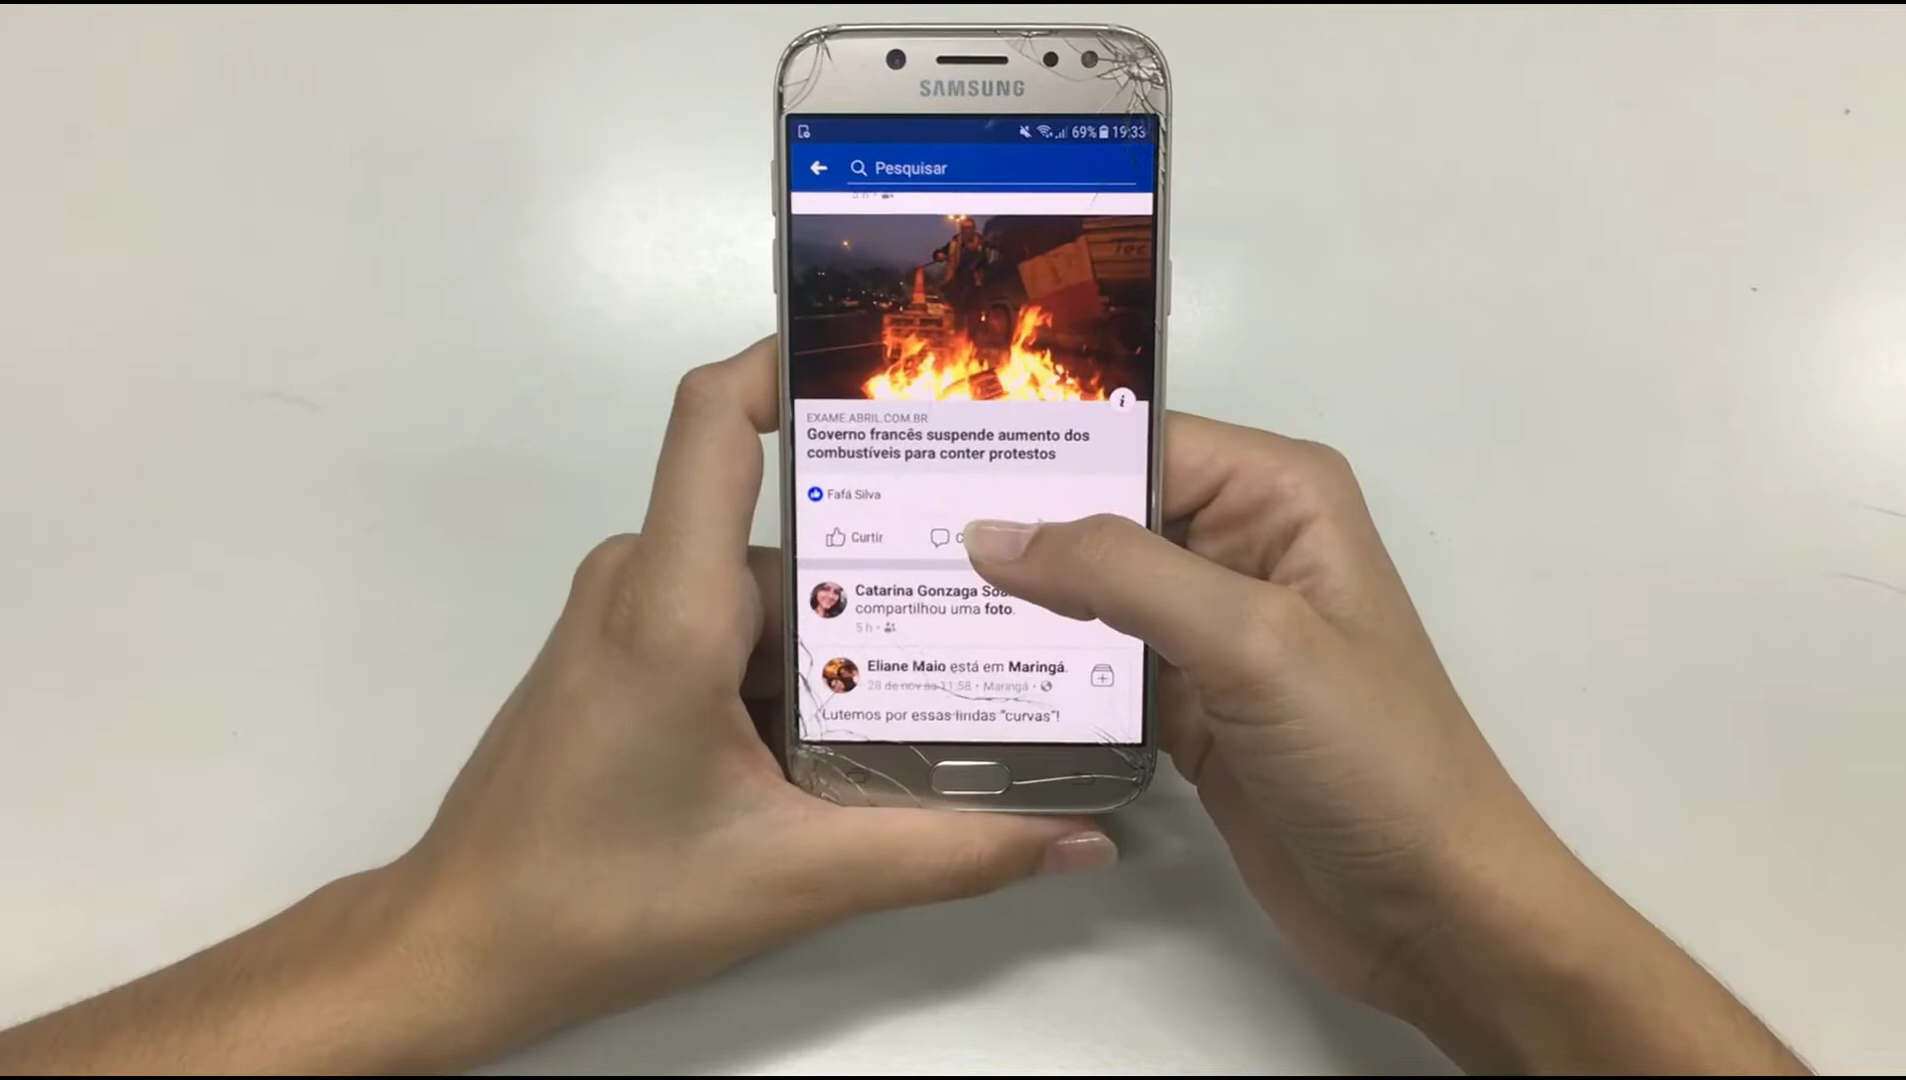 SAMSUNG
69% 19:33
Pesquisar
5 h
Tec
EXAME.ABRIL.COM.BR
Governo francês suspende aumento dos
combustíveis para conter protestos
Fafá Silva
Curtir
Catarina Gonzaga
compartilhou uma foto.
5 h
Eliane Maio está em Maringá.
28 de nov às 11:58 · Maringá
Lutemos por essas lindas "curvas"!